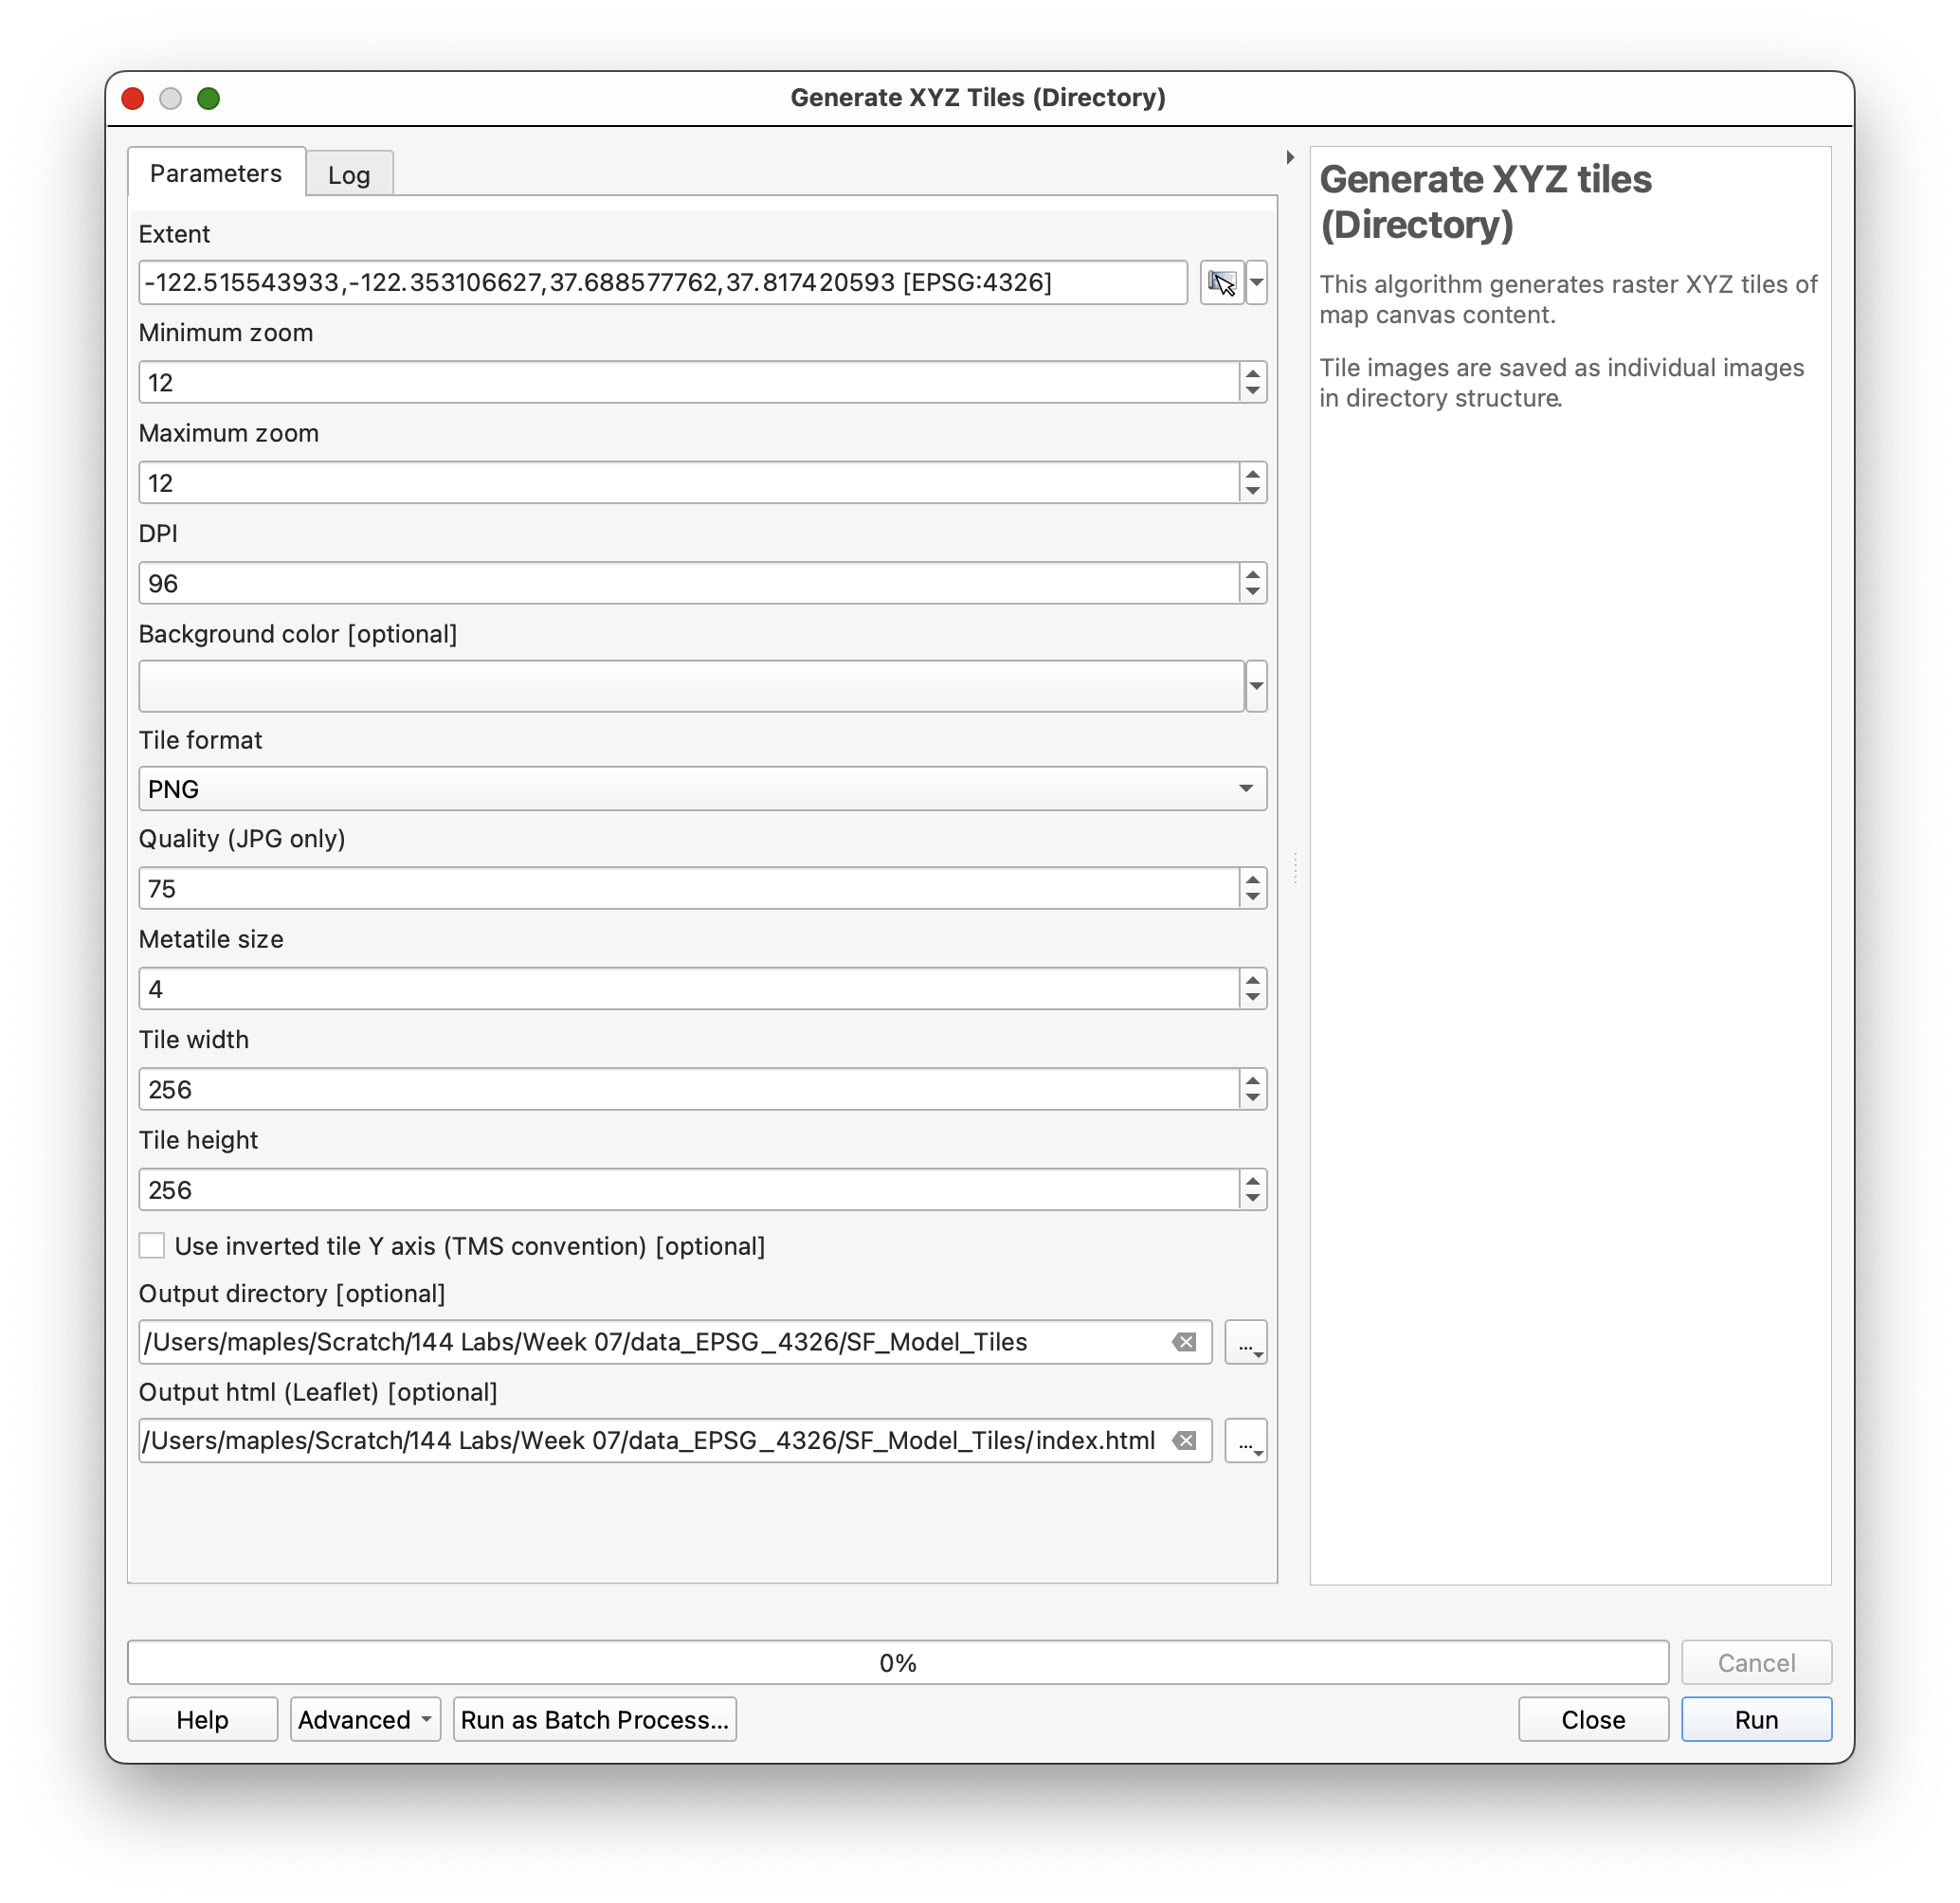 Generate XYZ Tiles (Directory)
Parameters
Log
Extent
-122.515543933,-122.353106627,37.688577762,37.817420593 [EPSG:4326]
Minimum zoom
12
Maximum zoom
12
DPI
96
Background color [optional]
Tile format
PNG
Quality (JPG only)
75
Metatile size
4
Tile width
256
Tile height
256
Use inverted tile Y axis (TMS convention) [optional]
Output directory [optional]
/Users/maples/Scratch/144 Labs/Week 07/data_EPSG_4326/SF_Model_Tiles
...
Output html (Leaflet) [optional]
/Users/maples/Scratch/144 Labs/Week 07/data_EPSG_4326/SF_Model_Tiles/index.html
...
Generate XYZ tiles
(Directory)
This algorithm generates raster XYZ tiles of
map canvas content.
Tile images are saved as individual images
in directory structure.
0%
Cancel
Help
Advanced
Run as Batch Process...
Close
Run